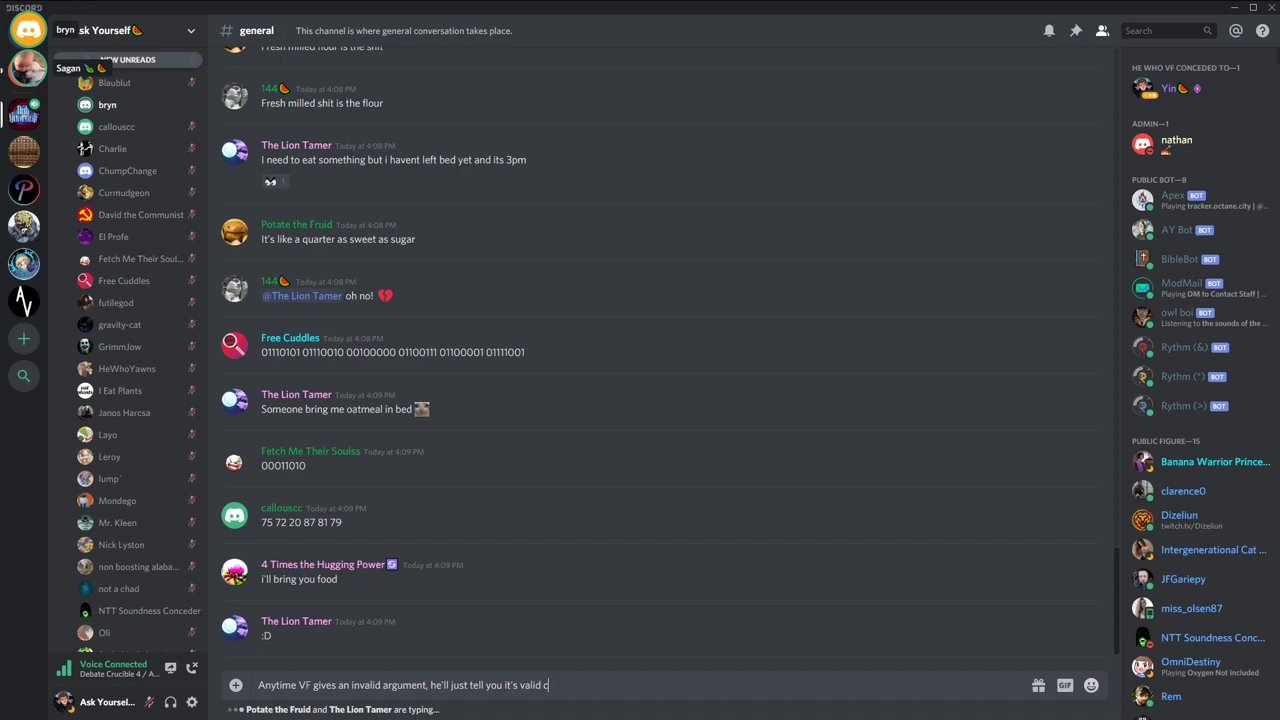 DISCORD
bryn
Ask Yourself🍉
# general
This channel is where general conversation takes place.
Search
NEW UNREADS
Sagan 🍉
Blaublut
bryn
callouscc
Charlie
ChumpChange
Curmudgeon
David the Communist
El Profe
Fetch Me Their Soul...
Free Cuddles
futilegod
gravity-cat
GrimmJow
HeWhoYawns
I Eat Plants
Janos Harcsa
Layo
Leroy
lump`
Mondego
Mr. Kleen
Nick Lyston
non boosting alaba...
not a chad
NTT Soundness Conceder
Oli
Voice Connected
Debate Crucible 4 / A...
Ask Yoursel...
Fresh milled flour is the shit
144🍉 Today at 4:08 PM
Fresh milled shit is the flour
The Lion Tamer Today at 4:08 PM
I need to eat something but i havent left bed yet and its 3pm
1
Potate the Fruid Today at 4:08 PM
It's like a quarter as sweet as sugar
144🍉 Today at 4:08 PM
@The Lion Tamer oh no! 💔
Free Cuddles Today at 4:08 PM
01110101 01110010 00100000 01100111 01100001 01111001
The Lion Tamer Today at 4:09 PM
Someone bring me oatmeal in bed
Fetch Me Their Soulss Today at 4:09 PM
00011010
callouscc Today at 4:09 PM
75 72 20 87 81 79
4 Times the Hugging Power Today at 4:09 PM
i'll bring you food
The Lion Tamer Today at 4:09 PM
:D
Anytime VF gives an invalid argument, he'll just tell you it's valid c
GIF
Potate the Fruid and The Lion Tamer are typing...
HE WHO VF CONCEDED TO—1
Yin🍉
ADMIN—1
nathan
PUBLIC BOT—8
Apex BOT
Playing tracker.octane.city | @...
AY Bot BOT
BibleBot BOT
ModMail BOT
Playing DM to Contact Staff | ...
owl boi BOT
Listening to the sounds of the ...
Rythm (&) BOT
Rythm (*) BOT
Rythm (>) BOT
PUBLIC FIGURE—15
Banana Warrior Prince...
clarence0
Dizeliun
twitch.tv/Dizeliun
Intergenerational Cat ...
JFGariepy
miss_olsen87
NTT Soundness Conc...
OmniDestiny
Playing Oxygen Not Included
Rem